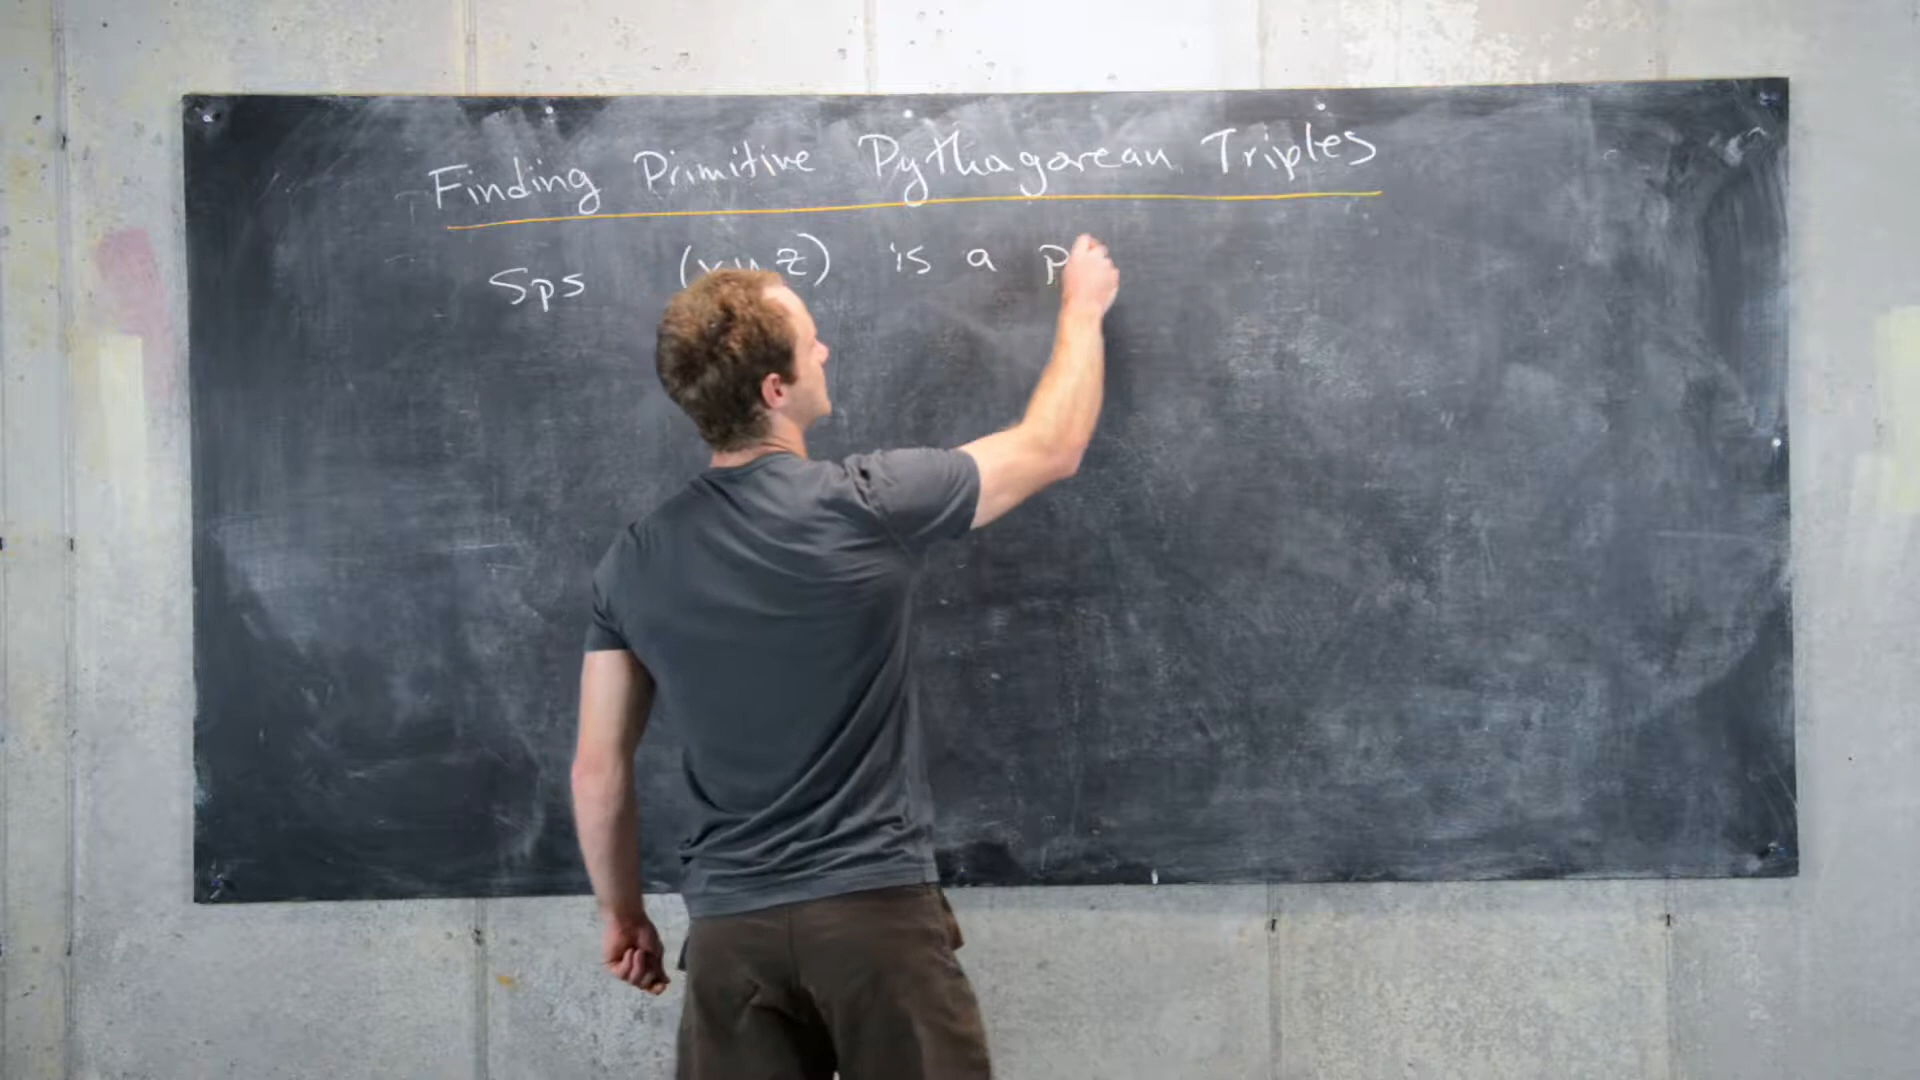 Finding Primitive Pythagorean Triples
Sps (x,y,z) is a p